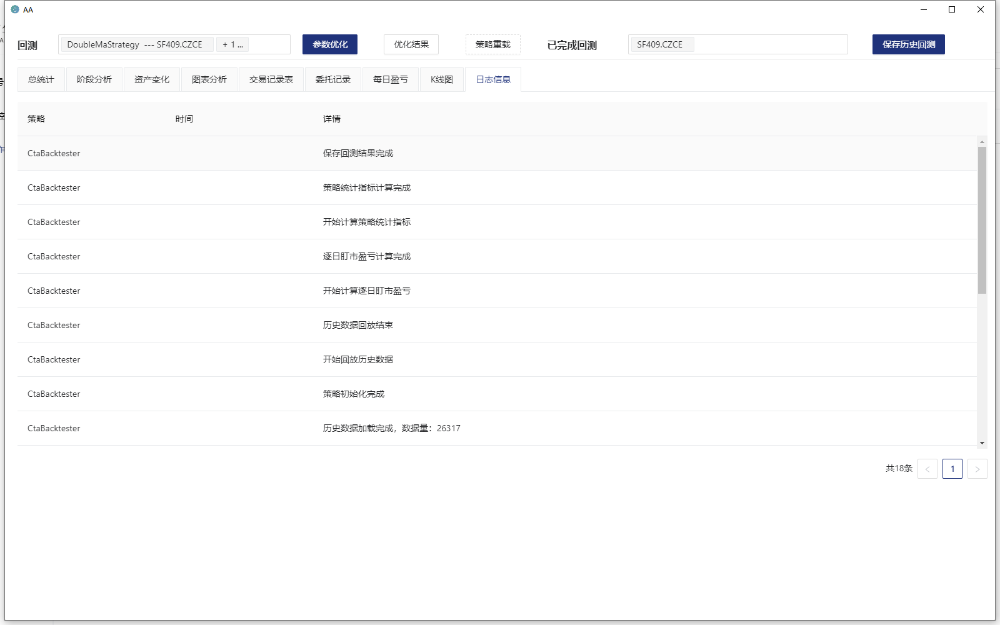 AA
回测 DoubleMaStrategy --- SF409.CZCE + 1 ... 参数优化 优化结果 策略重载 已完成回测 SF409.CZCE 保存历史回测
总统计 阶段分析 资产变化 图表分析 交易记录表 委托记录 每日盈亏 K线图 日志信息
策略 时间 详情
CtaBacktester 保存回测结果完成
CtaBacktester 策略统计指标计算完成
CtaBacktester 开始计算策略统计指标
CtaBacktester 逐日盯市盈亏计算完成
CtaBacktester 开始计算逐日盯市盈亏
CtaBacktester 历史数据回放结束
CtaBacktester 开始回放历史数据
CtaBacktester 策略初始化完成
CtaBacktester 历史数据加载完成，数据量：26317
共18条 < 1 >